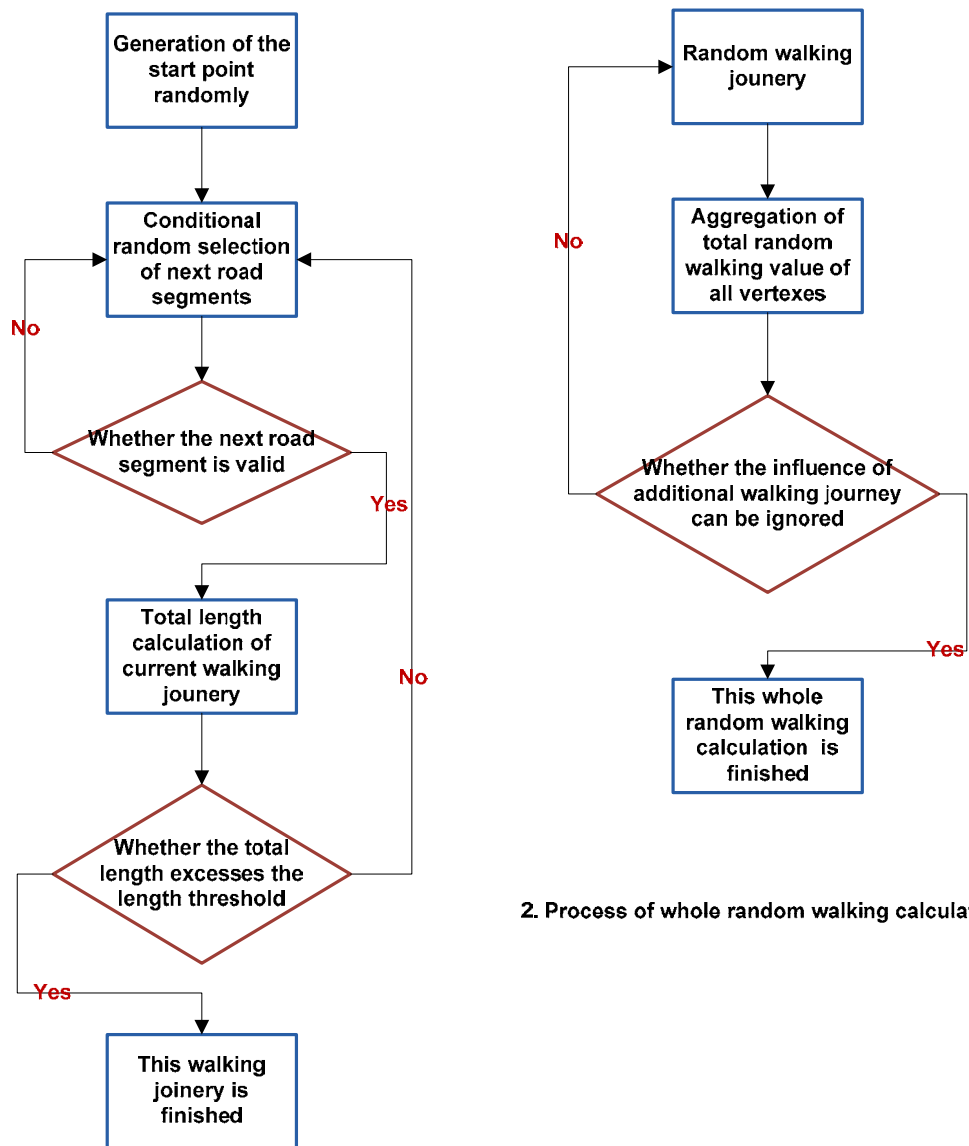 Generation of the
start point
randomly
Conditional
random selection
of next road
segments
No
Whether the next road
segment is valid
Yes
Total length
calculation of
current walking
jounery
No
Whether the total
length excesses the
length threshold
Yes
This walking
joinery is
finished
Random walking
jounery
Aggregation of
total random
walking value of
all vertexes
No
Whether the influence of
additional walking journey
can be ignored
Yes
This whole
random walking
calculation is
finished
2. Process of whole random walking calcula